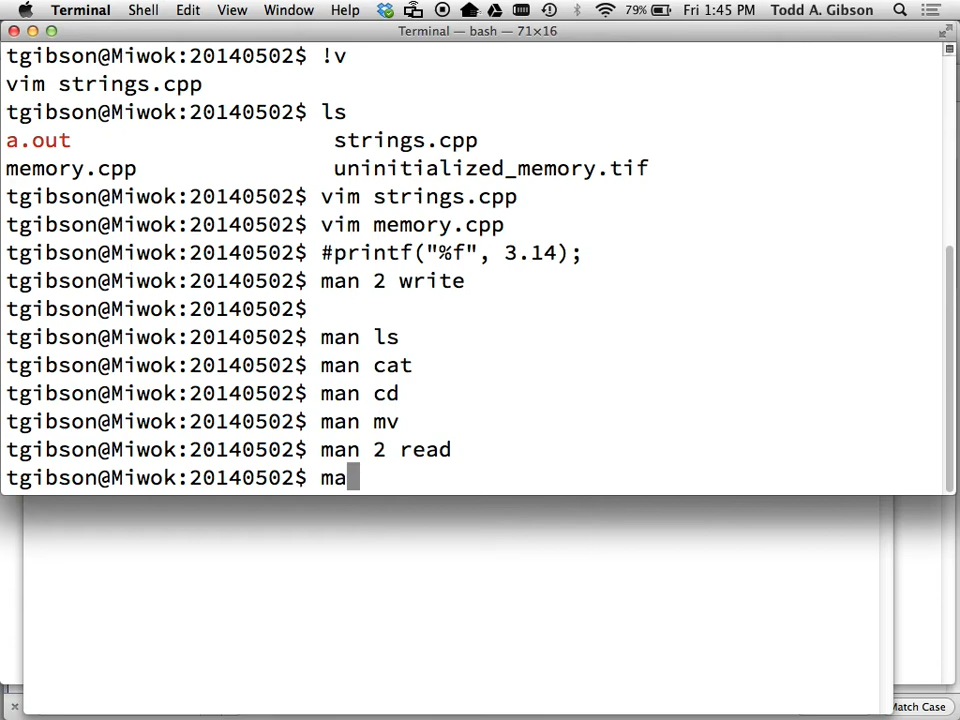 Terminal Shell Edit View Window Help 79% Fri 1:45 PM Todd A. Gibson
Terminal — bash — 71×16
tgibson@Miwok:20140502$ !v
vim strings.cpp
tgibson@Miwok:20140502$ ls
a.out strings.cpp
memory.cpp uninitialized_memory.tif
tgibson@Miwok:20140502$ vim strings.cpp
tgibson@Miwok:20140502$ vim memory.cpp
tgibson@Miwok:20140502$ #printf("%f", 3.14);
tgibson@Miwok:20140502$ man 2 write
tgibson@Miwok:20140502$
tgibson@Miwok:20140502$ man ls
tgibson@Miwok:20140502$ man cat
tgibson@Miwok:20140502$ man cd
tgibson@Miwok:20140502$ man mv
tgibson@Miwok:20140502$ man 2 read
tgibson@Miwok:20140502$ ma
Match Case